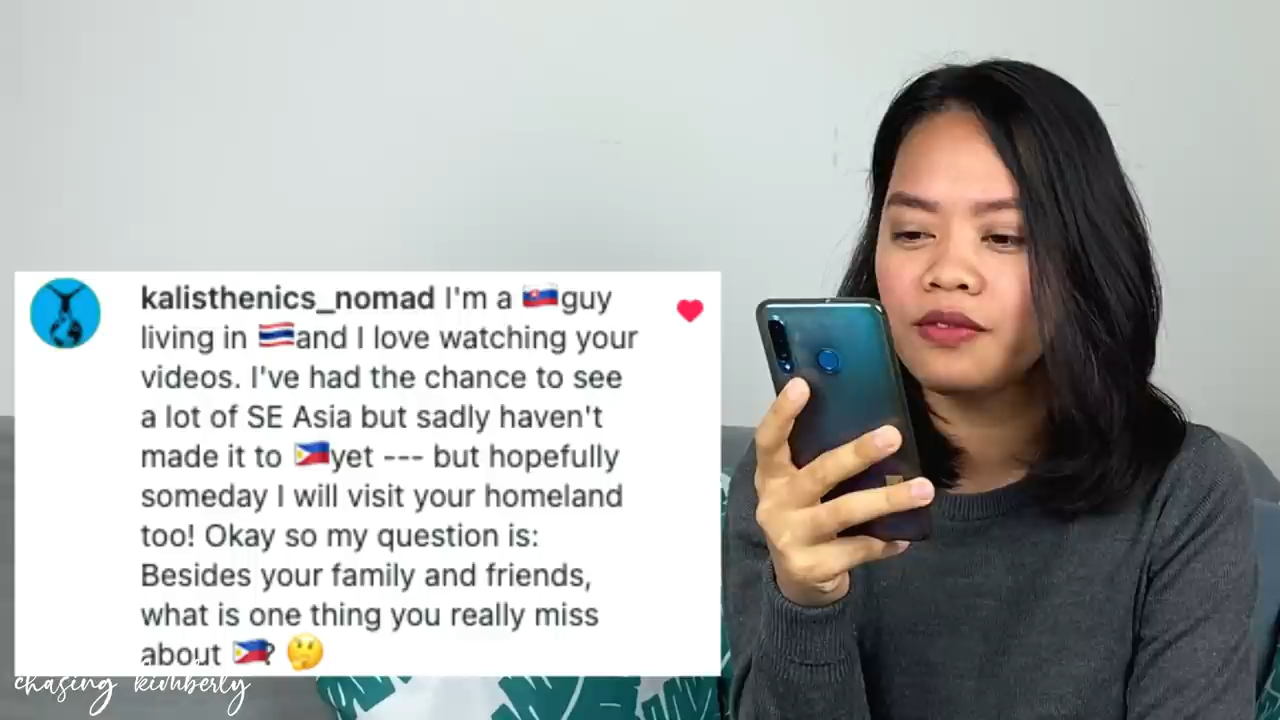 kalisthenics_nomad I'm a 🇸🇰guy
living in 🇹🇭and I love watching your
videos. I've had the chance to see
a lot of SE Asia but sadly haven't
made it to 🇵🇭yet --- but hopefully
someday I will visit your homeland
too! Okay so my question is:
Besides your family and friends,
what is one thing you really miss
about 🇵🇭? 🤔
chasing kimberly